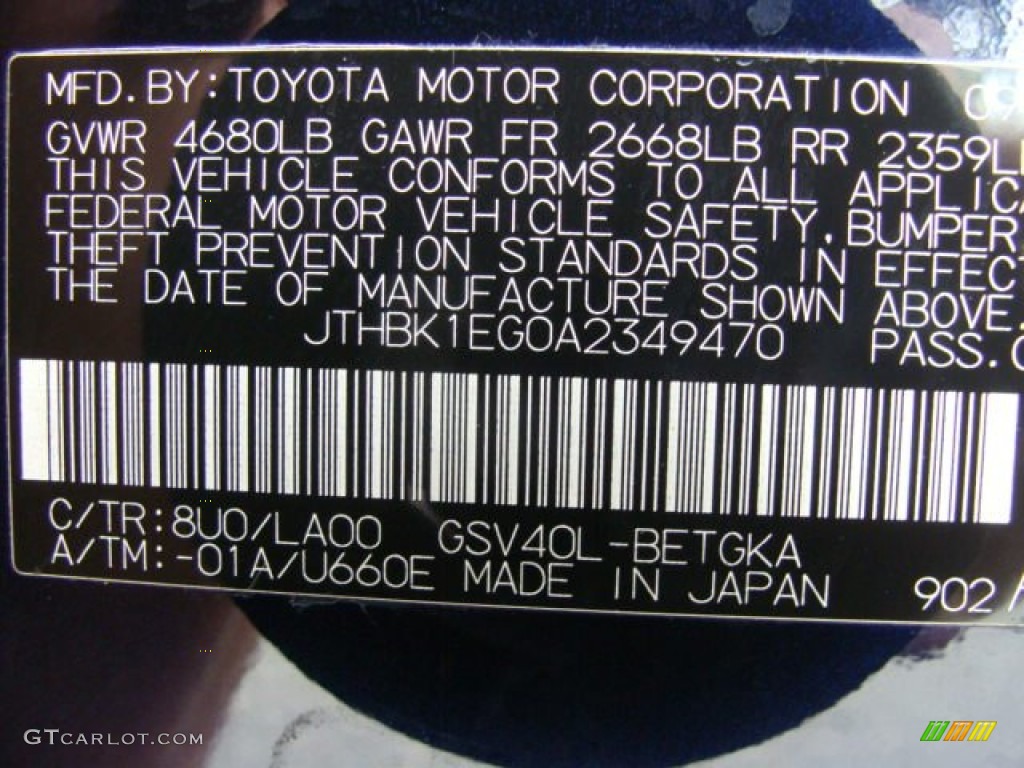 MFD.BY:TOYOTA MOTOR CORPORATION 09
GVWR 4680LB GAWR FR 2668LB RR 2359L
THIS VEHICLE CONFORMS TO ALL APPLICA
FEDERAL MOTOR VEHICLE SAFETY,BUMPER
THEFT PREVENTION STANDARDS IN EFFECT
THE DATE OF MANUFACTURE SHOWN ABOVE.
JTHBK1EG0A2349470 PASS.C
C/TR:8U0/LA00 GSV40L-BETGKA
A/TM:-01A/U660E MADE IN JAPAN 902/
GTCARLOT.COM